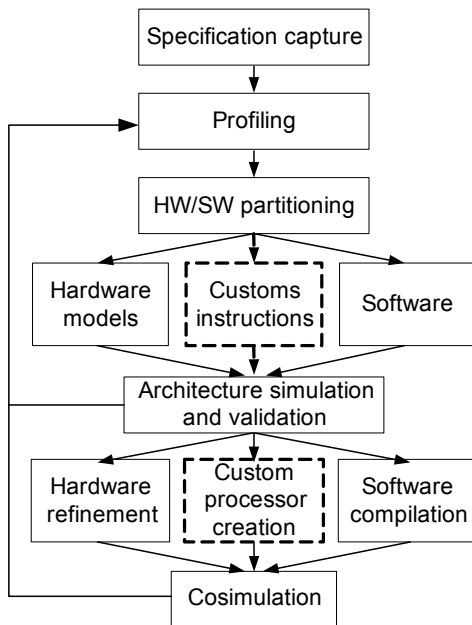 Specification capture
Profiling
HW/SW partitioning
Hardware
models
Customs
instructions
Software
Architecture simulation
and validation
Hardware
refinement
Custom
processor
creation
Software
compilation
Cosimulation